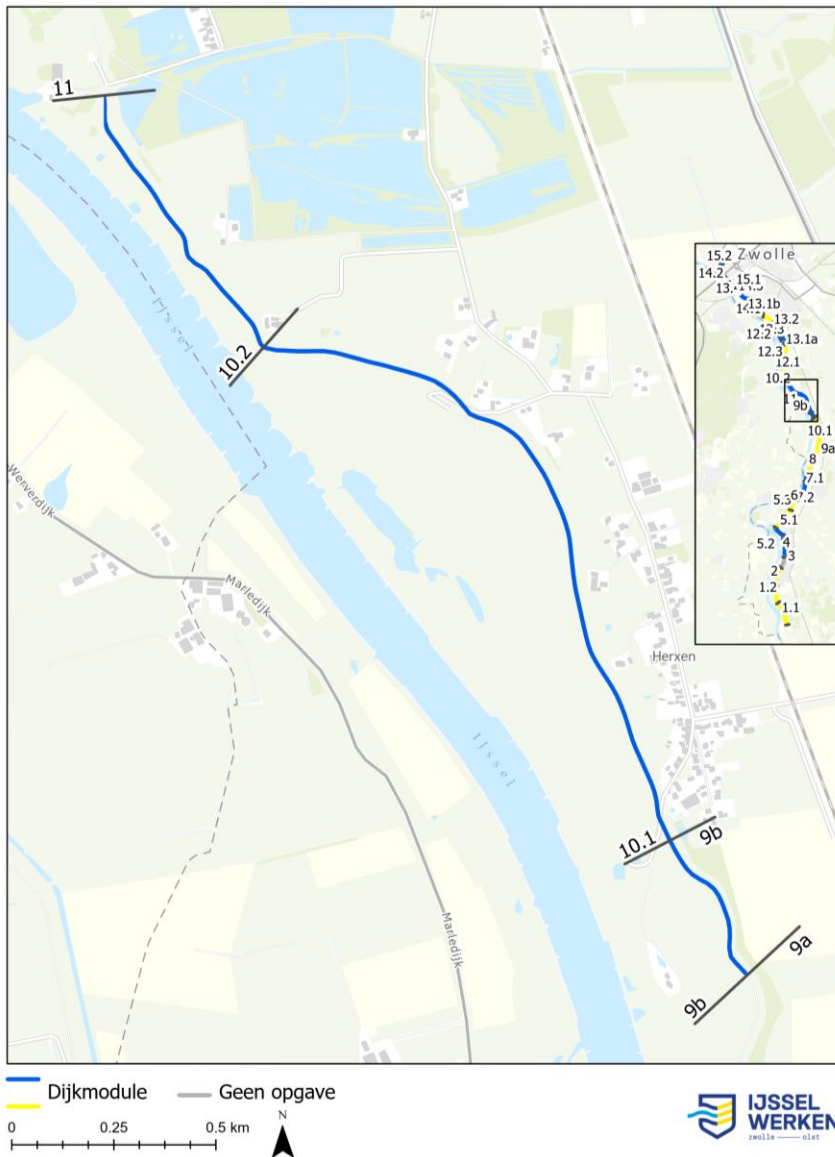 11
10.2
IJssel
Werverdijk
Marledijk
Herxen
IJssel
10.1
9b
Marledijk
9a
9b
Zwolle
15.2
14.2
15.1
13.1b
13.2
12.2
13.1a
12.3
12.1
10.2
11
9b
10.1
9a
8
7.1
7.2
5.1
5.2
4
3
2
1.2
1.1
Dijkmodule
Geen opgave
0 0.25 0.5 km
N
IJSSEL
WERKEN
zwolle olst